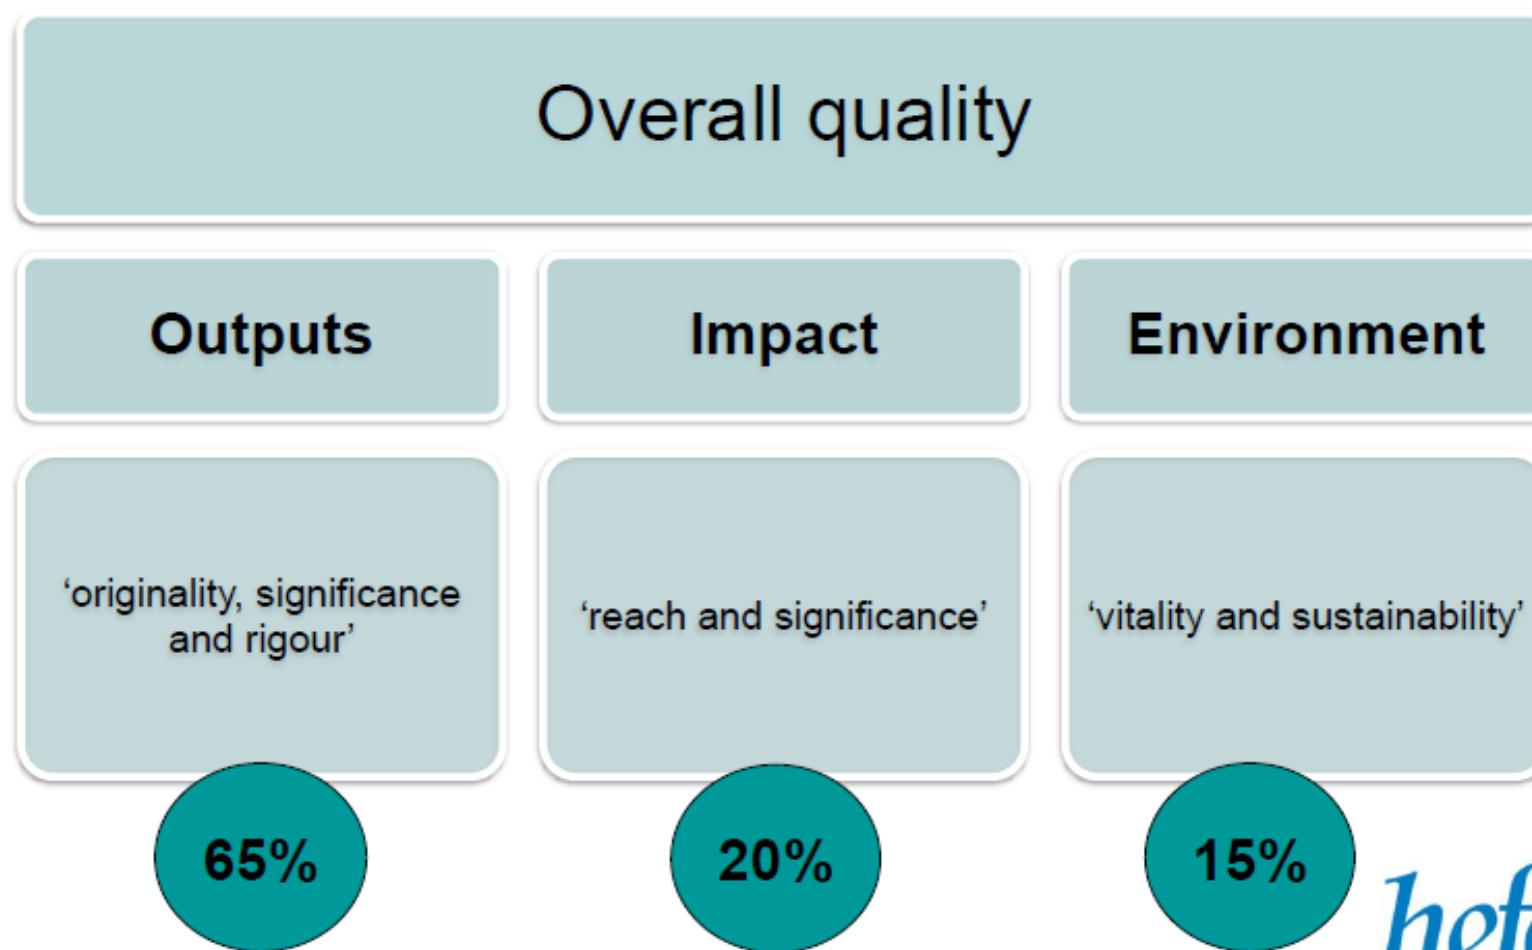 Overall quality
Outputs
Impact
Environment
‘originality, significance
and rigour’
‘reach and significance’
‘vitality and sustainability’
65%
20%
15%